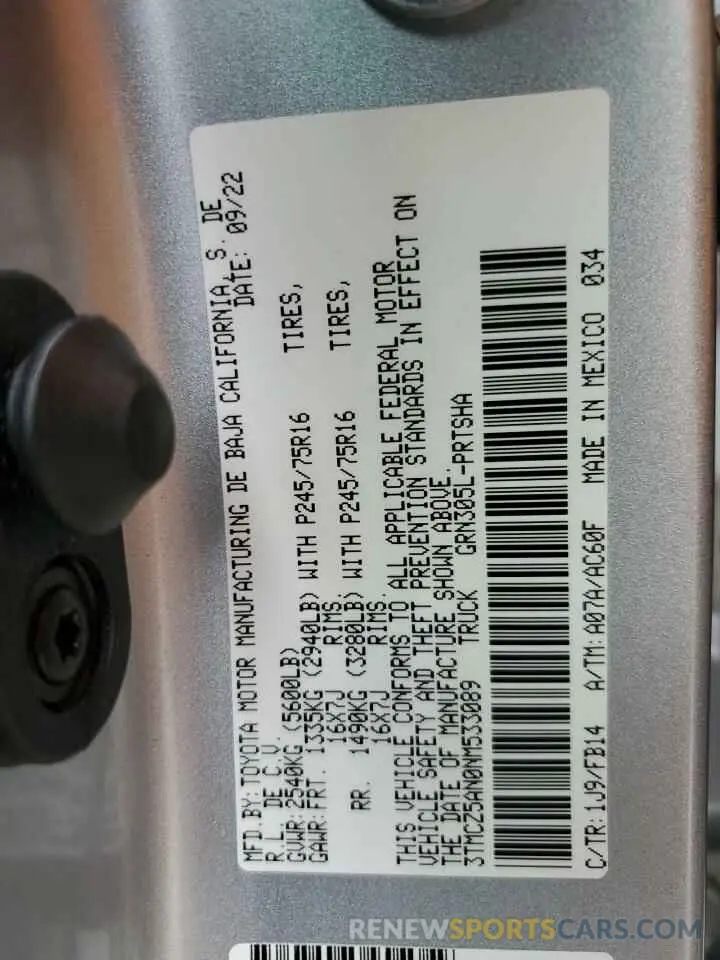 MFD.BY:TOYOTA MOTOR MANUFACTURING DE BAJA CALIFORNIA, S. DE
R.L. DE C.V. DATE: 09/22
GVWR:2540KG (5600LB)
GAWR:FRT. 1335KG (2940LB) WITH P245/75R16 TIRES,
16X7J RIMS
RR. 1490KG (3280LB) WITH P245/75R16 TIRES,
16X7J RIMS.
THIS VEHICLE CONFORMS TO ALL APPLICABLE FEDERAL MOTOR
VEHICLE SAFETY AND THEFT PREVENTION STANDARDS IN EFFECT ON
THE DATE OF MANUFACTURE SHOWN ABOVE.
3TMCZ5AN0NM533089 TRUCK GRN305L-PRTSHA
C/TR:1J9/FB14 A/TM:A07A/AC60F MADE IN MEXICO 034
RENEWSPORTSCARS.COM